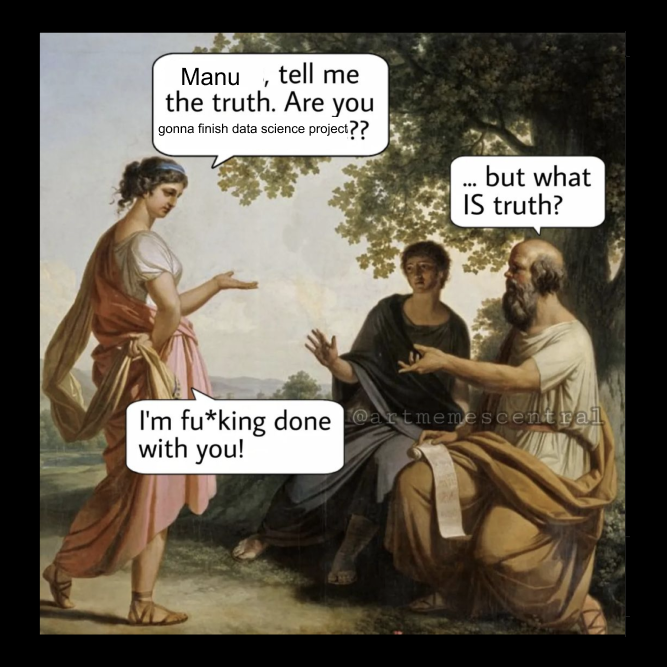 Manu , tell me
the truth. Are you
gonna finish data science project??
... but what
IS truth?
I'm fu*king done
with you!
@artmemescentral